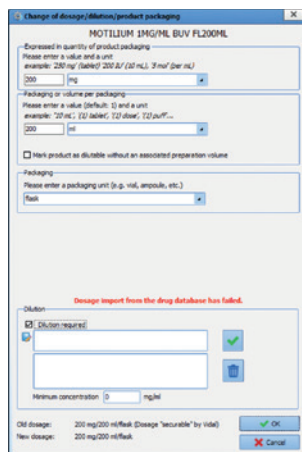 Change of dosage/dilution/product packaging
MOTILIUM 1MG/ML BUV FL200ML
Expressed in quantity of product packaging
Please enter a value and a unit
example: '250 mg' (tablet) '200 IU' (10 mL), '5 mol' (per mL)
200 mg
Packaging or volume per packaging
Please enter a value (default: 1) and a unit
example: '10 mL', '(1) tablet', '(1) dose', '(1) puff'...
200 ml
Mark product as dilutable without an associated preparation volume
Packaging
Please enter a packaging unit (e.g. vial, ampoule, etc.)
flask
Dosage import from the drug database has failed.
Dilution
Dilution required
Minimum concentration 0 mg/ml
Old dosage: 200 mg/200 ml/flask (Dosage "securable" by Vidal)
New dosage: 200 mg/200 ml/flask
OK
Cancel